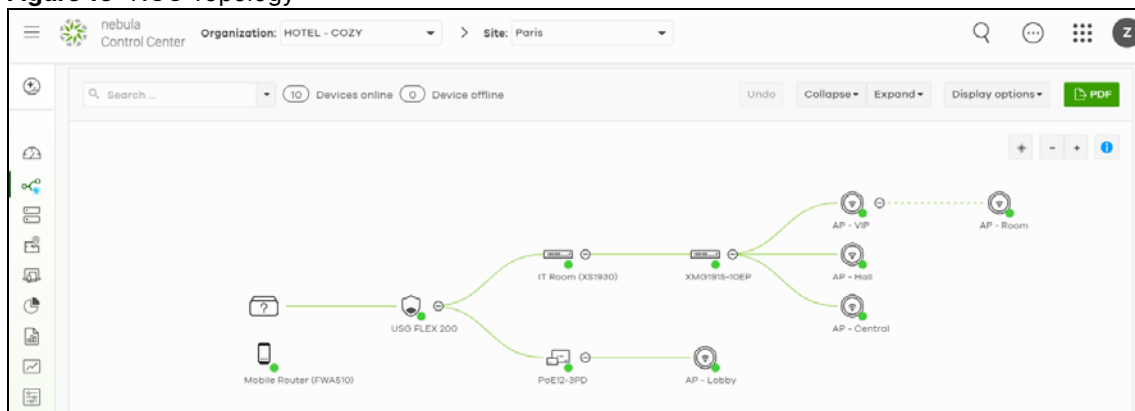 nebula
Control Center
Organization: HOTEL - COZY > Site: Paris
Z
Search ... 10 Devices online 0 Device offline Undo Collapse Expand Display options PDF
- +
AP - VIP AP - Room
IT Room (XS1930) XMG1915-10EP AP - Hall
?
USG FLEX 200 AP - Central
Mobile Router (FWA510) PoE12-3PD AP - Lobby